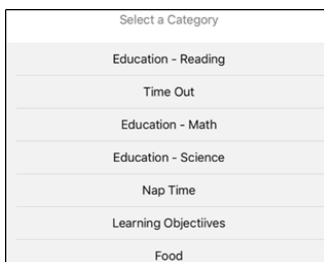 Select a Category
Education - Reading
Time Out
Education - Math
Education - Science
Nap Time
Learning Objectiives
Food